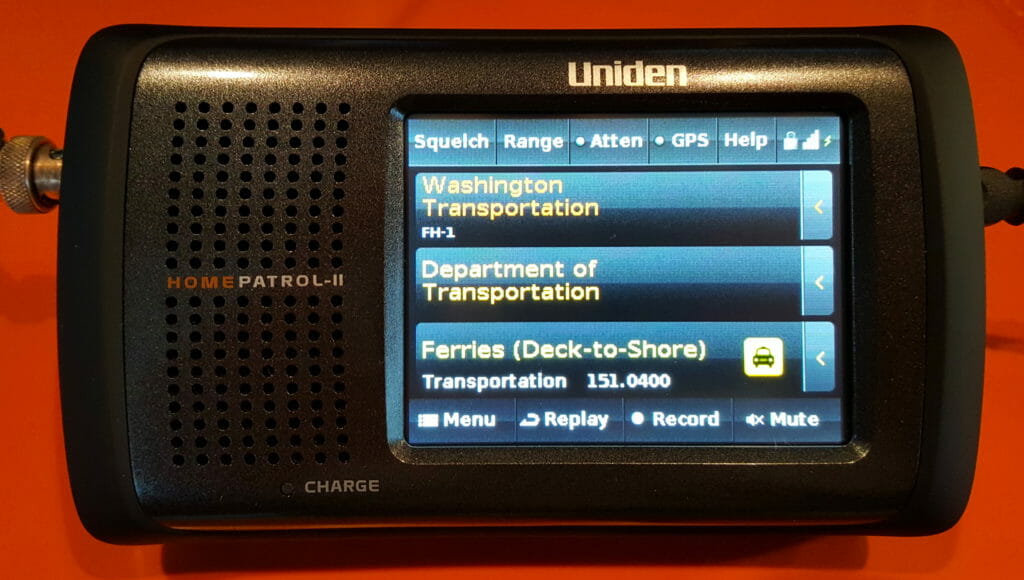 Uniden
Squelch Range Atten GPS Help
Washington
Transportation
FH-1
Department of
Transportation
Ferries (Deck-to-Shore)
Transportation 151.0400
Menu Replay Record Mute
HOMEPATROL-II
CHARGE